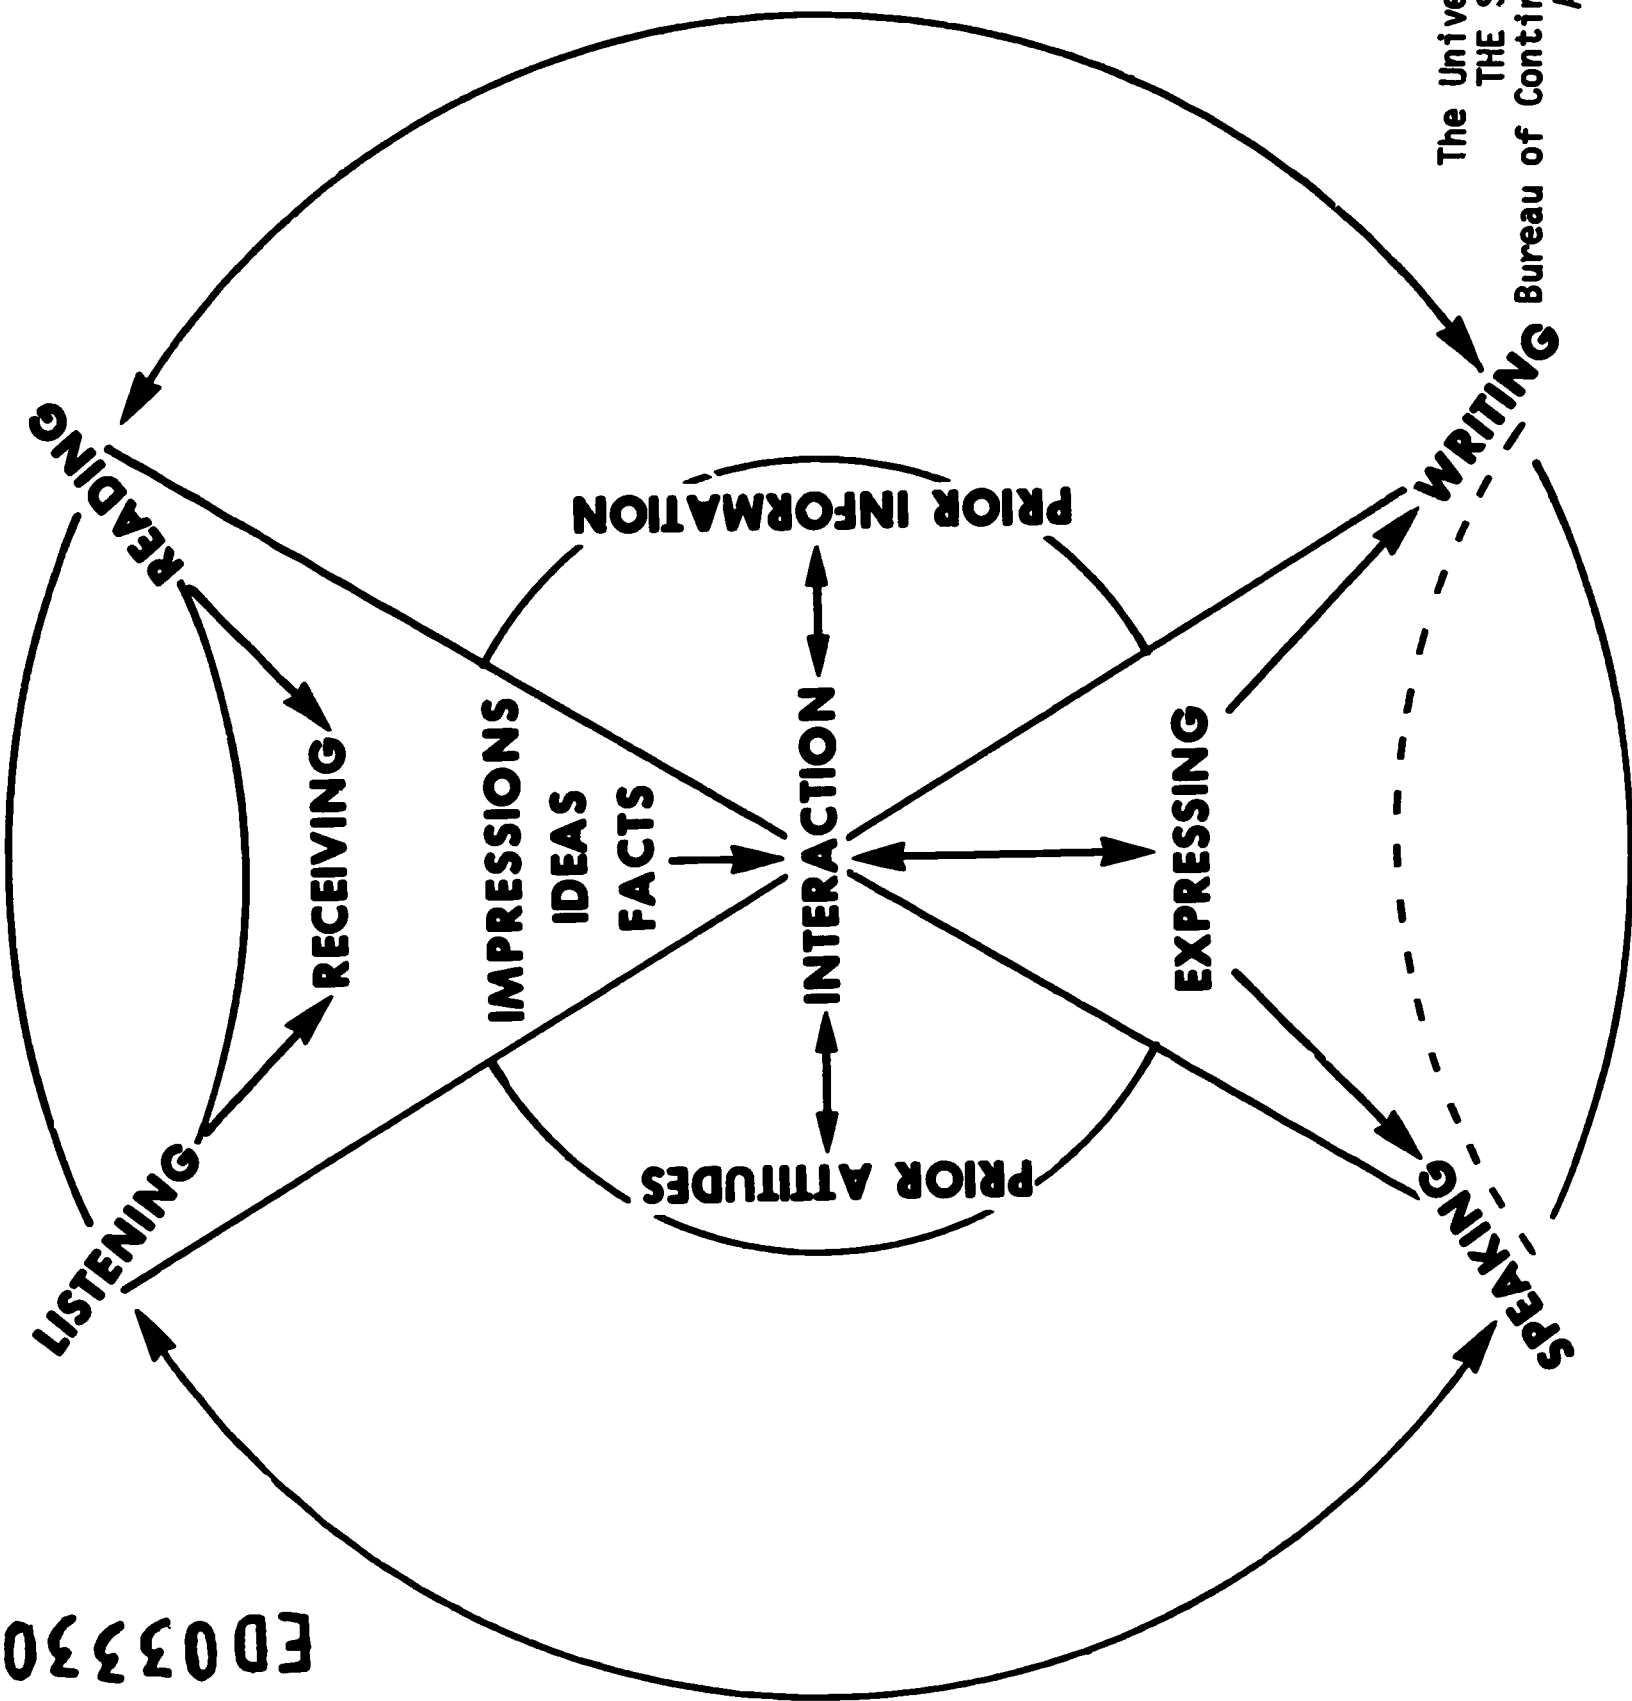 ED03330
LISTENING
READING
RECEIVING
IMPRESSIONS
IDEAS
FACTS
PRIOR ATTITUDES
INTERACTION
PRIOR INFORMATION
EXPRESSING
SPEAKING
WRITING
The Unive
THE S
Bureau of Contin